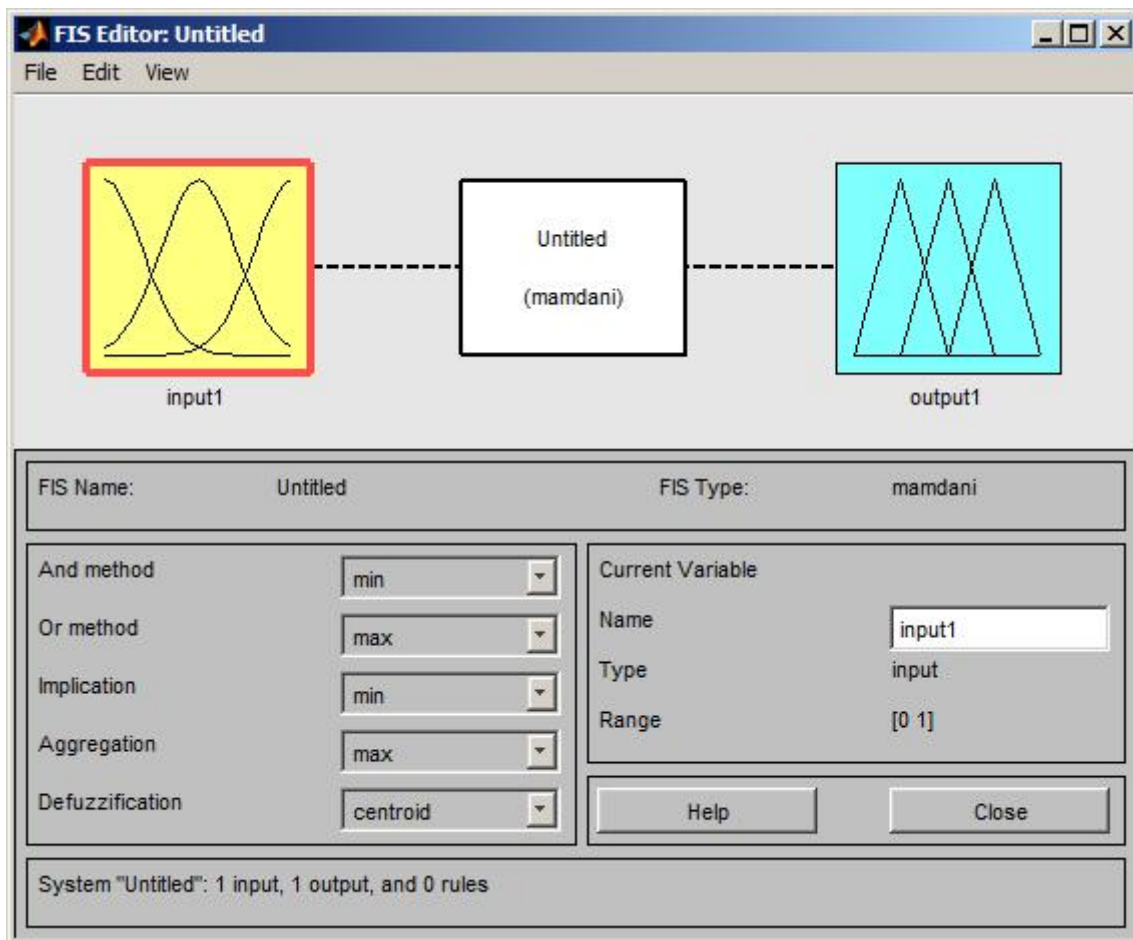 FIS Editor: Untitled
File Edit View
Untitled
(mamdani)
input1
output1
FIS Name: Untitled FIS Type: mamdani
And method min
Or method max
Implication min
Aggregation max
Defuzzification centroid
Current Variable
Name input1
Type input
Range [0 1]
Help Close
System "Untitled": 1 input, 1 output, and 0 rules